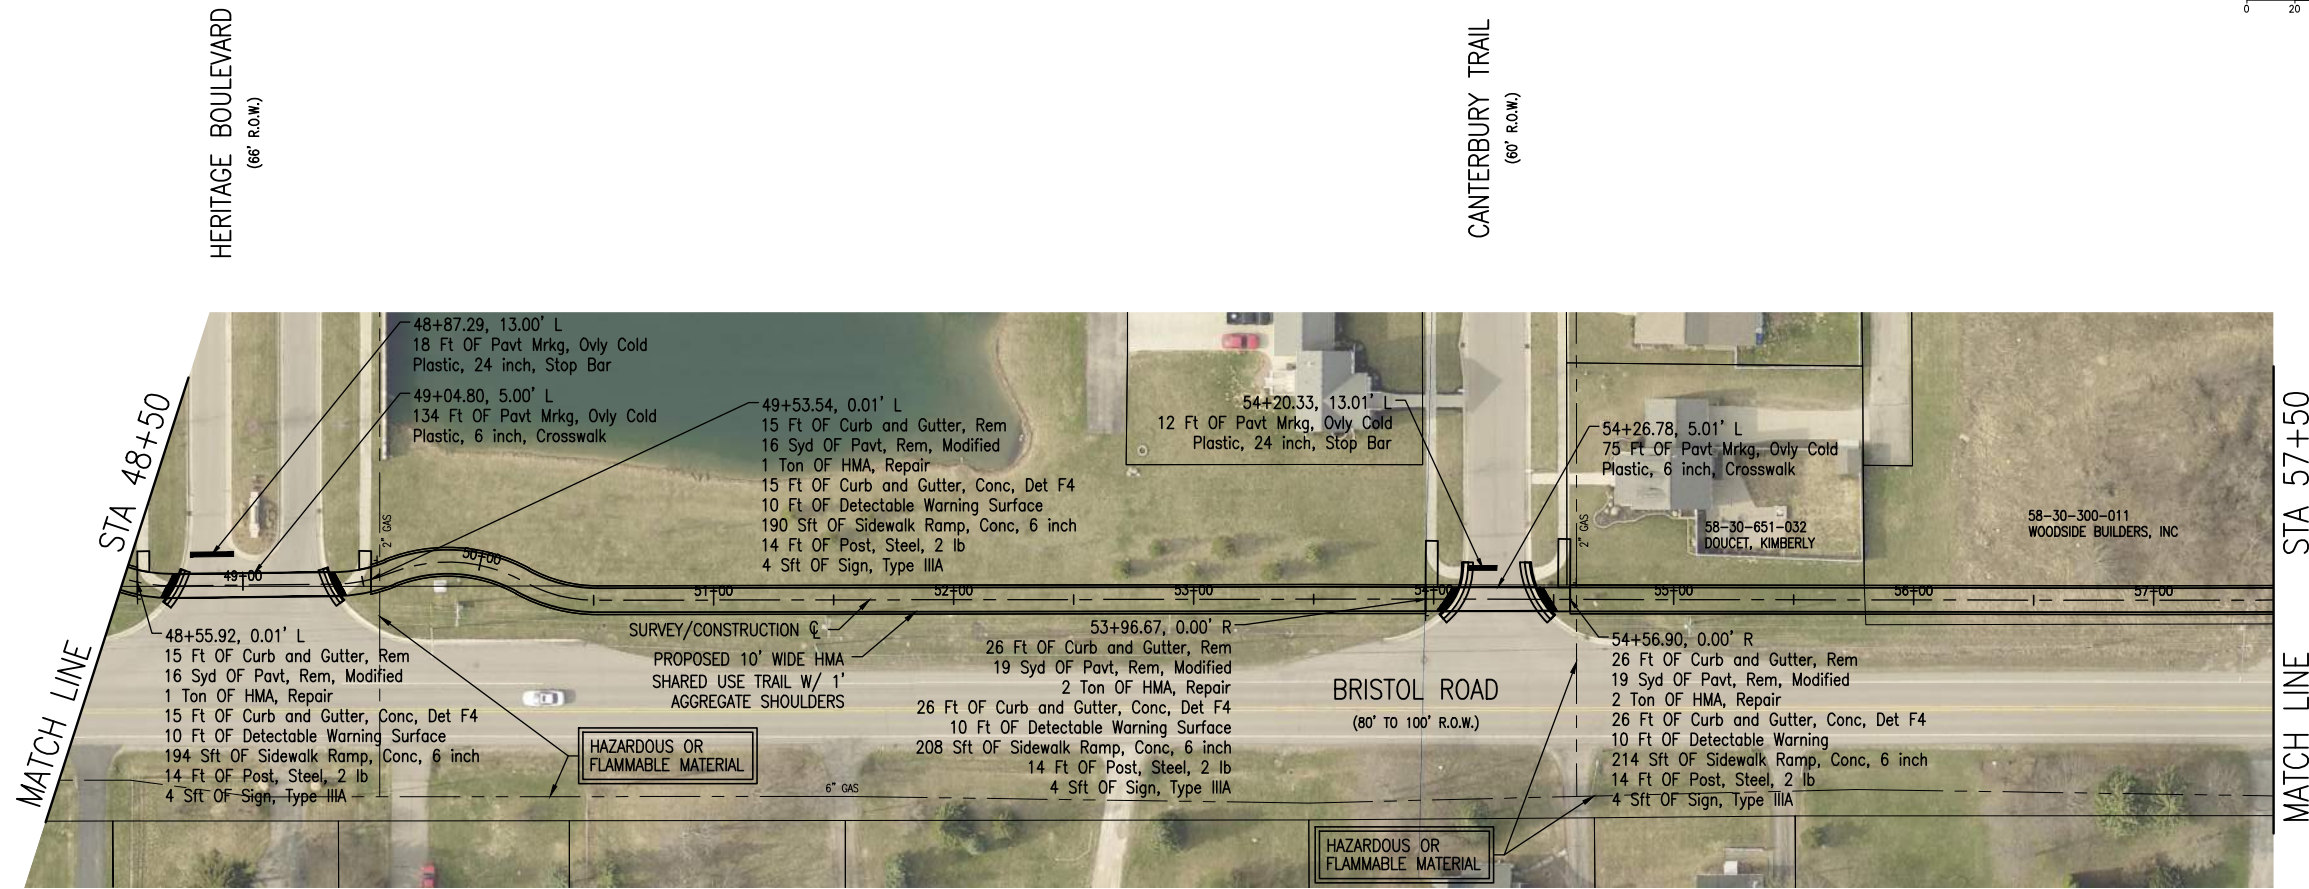 0 20
HERITAGE BOULEVARD
(66' R.O.W.)
CANTERBURY TRAIL
(60' R.O.W.)
48+87.29, 13.00' L
18 Ft OF Pavt Mrkg, Ovly Cold
Plastic, 24 inch, Stop Bar
49+04.80, 5.00' L
134 Ft OF Pavt Mrkg, Ovly Cold
Plastic, 6 inch, Crosswalk
49+53.54, 0.01' L
15 Ft OF Curb and Gutter, Rem
16 Syd OF Pavt, Rem, Modified
1 Ton OF HMA, Repair
15 Ft OF Curb and Gutter, Conc, Det F4
10 Ft OF Detectable Warning Surface
190 Sft OF Sidewalk Ramp, Conc, 6 inch
14 Ft OF Post, Steel, 2 lb
4 Sft OF Sign, Type IIIA
54+20.33, 13.01' L
12 Ft OF Pavt Mrkg, Ovly Cold
Plastic, 24 inch, Stop Bar
54+26.78, 5.01' L
75 Ft OF Pavt Mrkg, Ovly Cold
Plastic, 6 inch, Crosswalk
58-30-651-032
DOUCET, KIMBERLY
58-30-300-011
WOODSIDE BUILDERS, INC
STA 48+50
MATCH LINE
STA 57+50
MATCH LINE
2" GAS
2" GAS
49+00
50+00
51+00
52+00
53+00
54+00
55+00
56+00
57+00
48+55.92, 0.01' L
15 Ft OF Curb and Gutter, Rem
16 Syd OF Pavt, Rem, Modified
1 Ton OF HMA, Repair
15 Ft OF Curb and Gutter, Conc, Det F4
10 Ft OF Detectable Warning Surface
194 Sft OF Sidewalk Ramp, Conc, 6 inch
14 Ft OF Post, Steel, 2 lb
4 Sft OF Sign, Type IIIA
SURVEY/CONSTRUCTION ℄
PROPOSED 10' WIDE HMA
SHARED USE TRAIL W/ 1'
AGGREGATE SHOULDERS
53+96.67, 0.00' R
26 Ft OF Curb and Gutter, Rem
19 Syd OF Pavt, Rem, Modified
2 Ton OF HMA, Repair
26 Ft OF Curb and Gutter, Conc, Det F4
10 Ft OF Detectable Warning Surface
208 Sft OF Sidewalk Ramp, Conc, 6 inch
14 Ft OF Post, Steel, 2 lb
4 Sft OF Sign, Type IIIA
BRISTOL ROAD
(80' TO 100' R.O.W.)
54+56.90, 0.00' R
26 Ft OF Curb and Gutter, Rem
19 Syd OF Pavt, Rem, Modified
2 Ton OF HMA, Repair
26 Ft OF Curb and Gutter, Conc, Det F4
10 Ft OF Detectable Warning
214 Sft OF Sidewalk Ramp, Conc, 6 inch
14 Ft OF Post, Steel, 2 lb
4 Sft OF Sign, Type IIIA
HAZARDOUS OR
FLAMMABLE MATERIAL
6" GAS
HAZARDOUS OR
FLAMMABLE MATERIAL